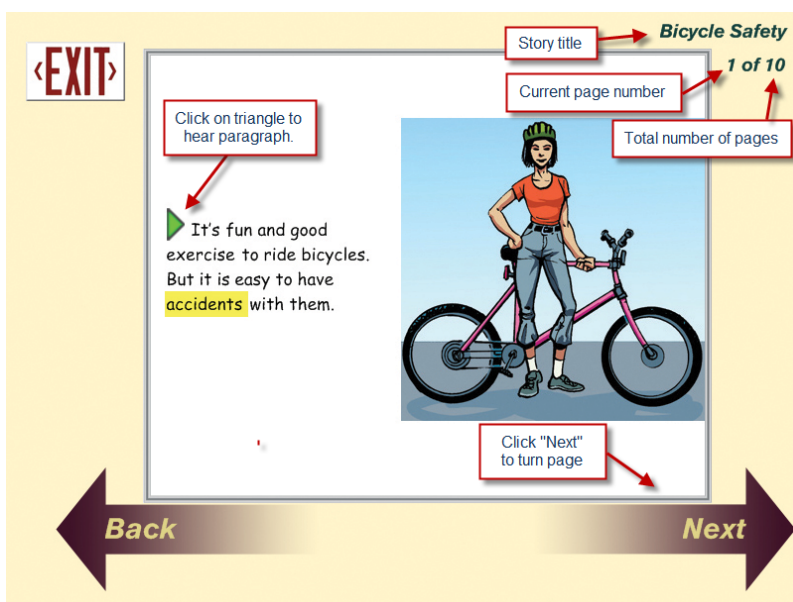 Bicycle Safety
Story title
‹EXIT›
1 of 10
Current page number
Click on triangle to
hear paragraph.
Total number of pages
It's fun and good
exercise to ride bicycles.
But it is easy to have
accidents with them.
Click "Next"
to turn page
Back
Next